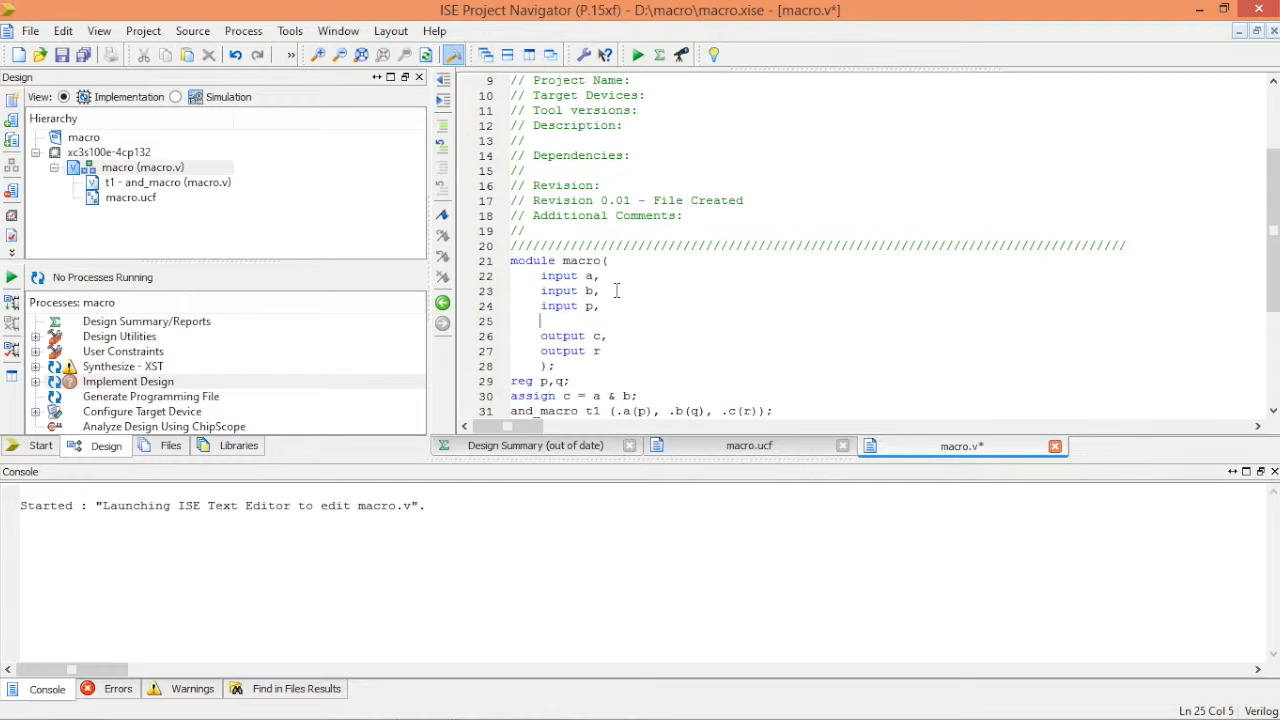 ISE Project Navigator (P.15xf) - D:\macro\macro.xise - [macro.v*]
File Edit View Project Source Process Tools Window Layout Help
»
Design
View: Implementation Simulation
Hierarchy
macro
xc3s100e-4cp132
macro (macro.v)
t1 - and_macro (macro.v)
macro.ucf
No Processes Running
Processes: macro
Design Summary/Reports
Design Utilities
User Constraints
Synthesize - XST
Implement Design
Generate Programming File
Configure Target Device
Analyze Design Using ChipScope
Start Design Files Libraries
9 // Project Name:
10 // Target Devices:
11 // Tool versions:
12 // Description:
13 //
14 // Dependencies:
15 //
16 // Revision:
17 // Revision 0.01 - File Created
18 // Additional Comments:
19 //
20 //////////////////////////////////////////////////////////////////////////////////
21 module macro(
22 input a,
23 input b,
24 input p,
25
26 output c,
27 output r
28 );
29 reg p,q;
30 assign c = a & b;
31 and_macro t1 (.a(p), .b(q), .c(r));
Design Summary (out of date) macro.ucf macro.v*
Console
Started : "Launching ISE Text Editor to edit macro.v".
Console Errors Warnings Find in Files Results
Ln 25 Col 5 Verilog